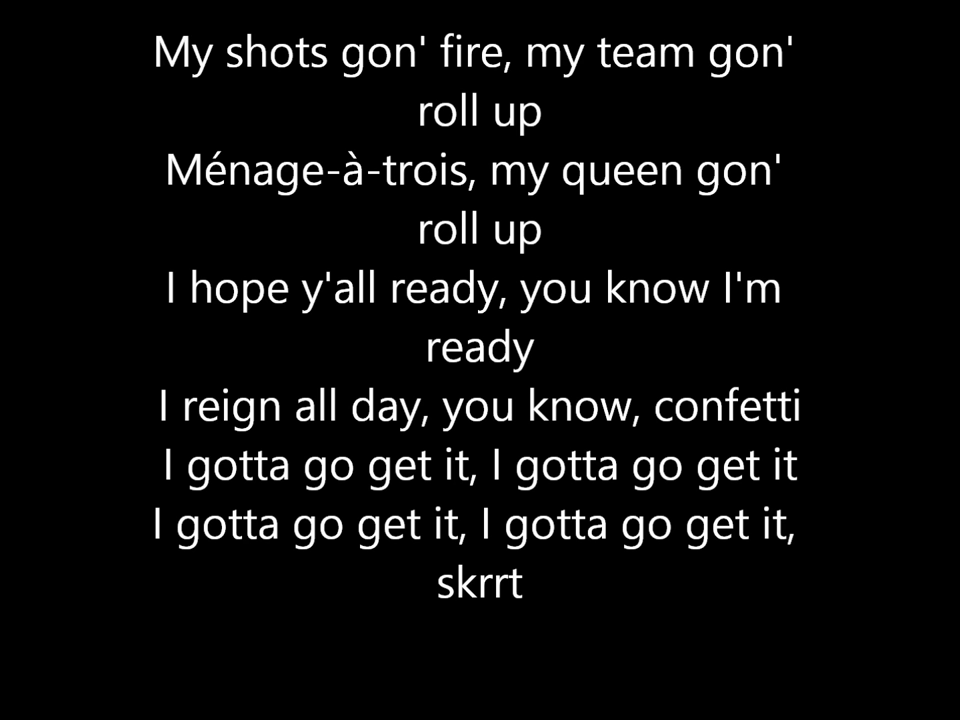 My shots gon' fire, my team gon'
roll up
Ménage-à-trois, my queen gon'
roll up
I hope y'all ready, you know I'm
ready
I reign all day, you know, confetti
I gotta go get it, I gotta go get it
I gotta go get it, I gotta go get it,
skrrt